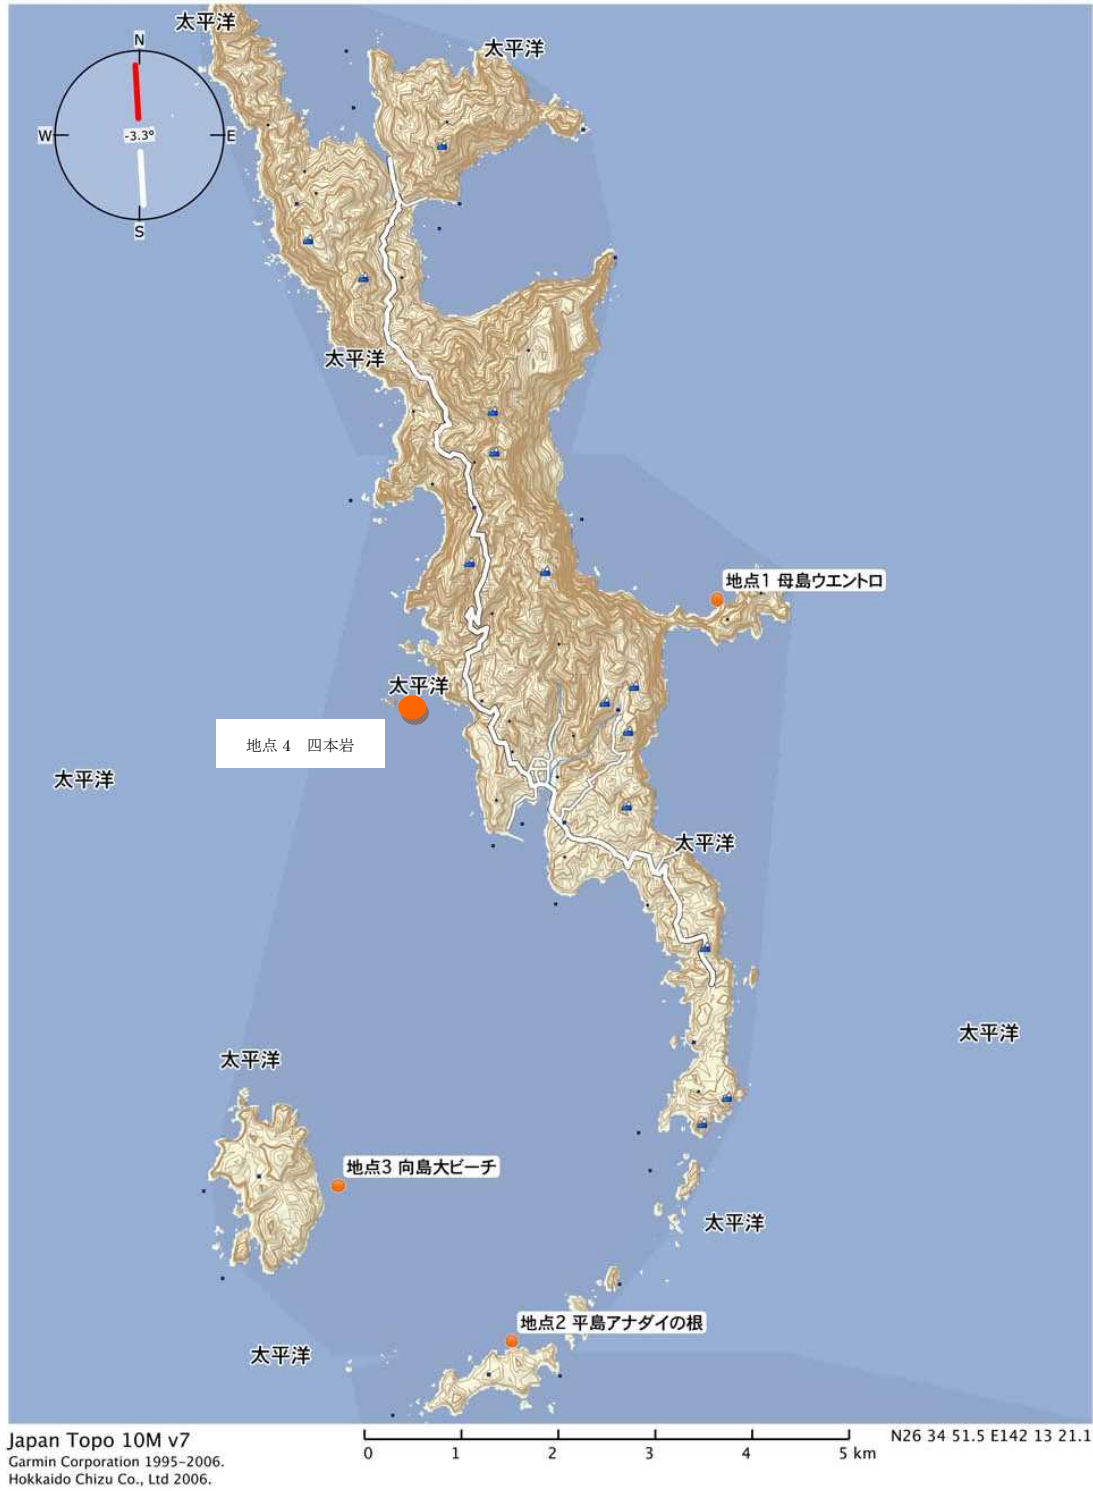 太平洋
太平洋
N
W
-3.3°
E
S
太平洋
地点1 母島ウエントロ
太平洋
地点 4　四本岩
太平洋
太平洋
太平洋
太平洋
地点3 向島大ビーチ
太平洋
地点2 平島アナダイの根
太平洋
Japan Topo 10M v7
Garmin Corporation 1995-2006.
Hokkaido Chizu Co., Ltd 2006.
0 1 2 3 4 5 km
N26 34 51.5 E142 13 21.1